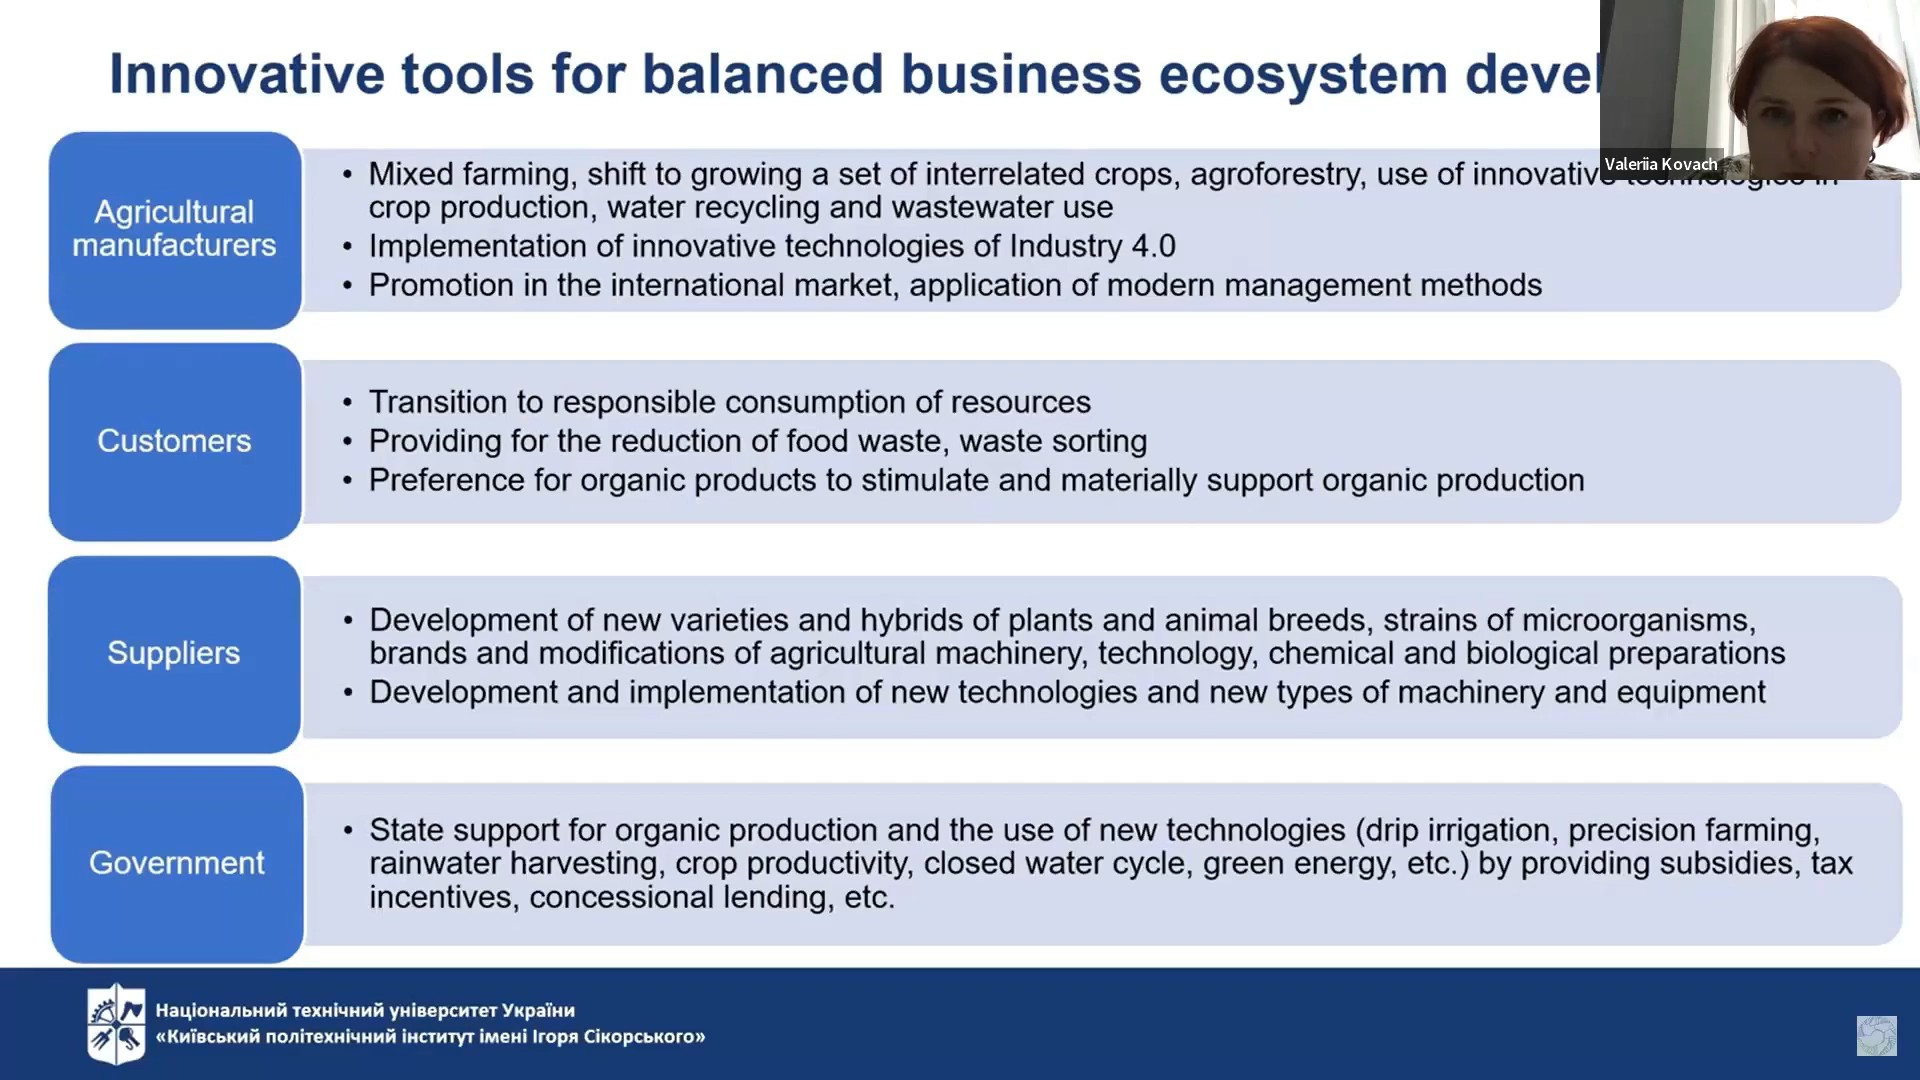 Innovative tools for balanced business ecosystem
Valeriia Kovach
Agricultural
manufacturers
• Mixed farming, shift to growing a set of interrelated crops, agroforestry, use of innovative technologies in
crop production, water recycling and wastewater use
• Implementation of innovative technologies of Industry 4.0
• Promotion in the international market, application of modern management methods
Customers
• Transition to responsible consumption of resources
• Providing for the reduction of food waste, waste sorting
• Preference for organic products to stimulate and materially support organic production
Suppliers
• Development of new varieties and hybrids of plants and animal breeds, strains of microorganisms,
brands and modifications of agricultural machinery, technology, chemical and biological preparations
• Development and implementation of new technologies and new types of machinery and equipment
Government
• State support for organic production and the use of new technologies (drip irrigation, precision farming,
rainwater harvesting, crop productivity, closed water cycle, green energy, etc.) by providing subsidies, tax
incentives, concessional lending, etc.
Національний технічний університет України
«Київський політехнічний інститут імені Ігоря Сікорського»